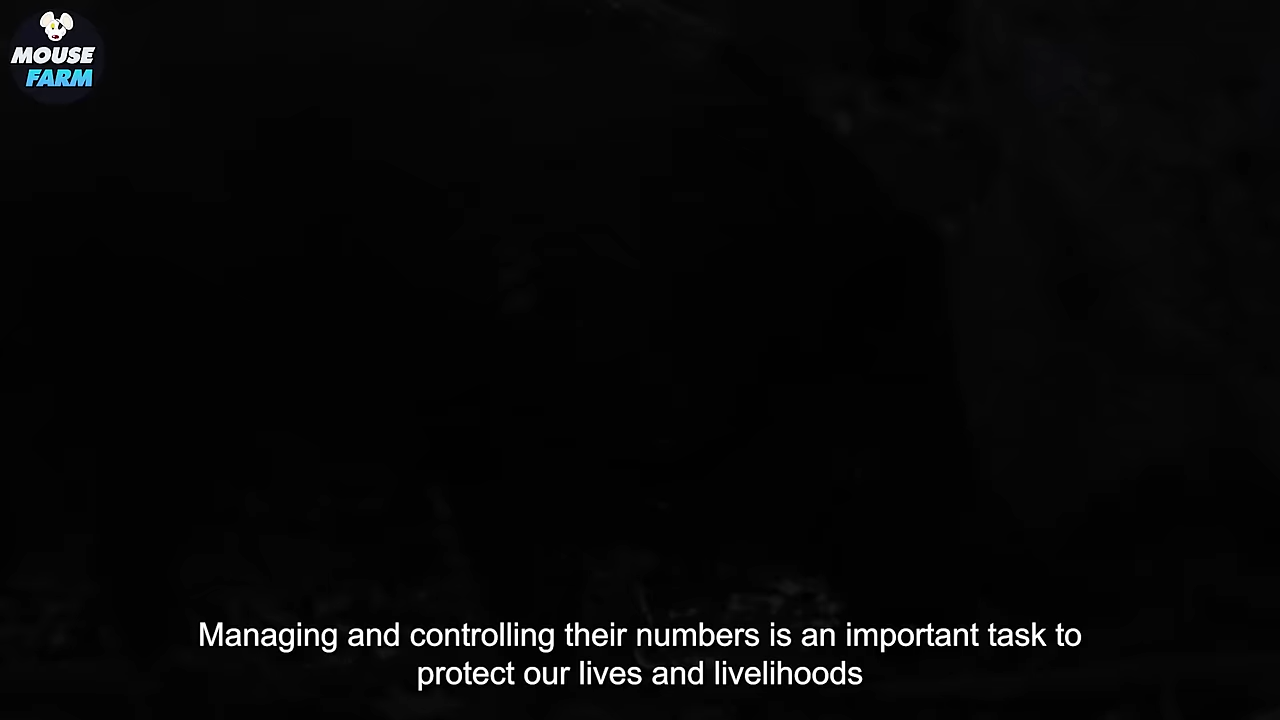 MOUSE
FARM
Managing and controlling their numbers is an important task to
protect our lives and livelihoods